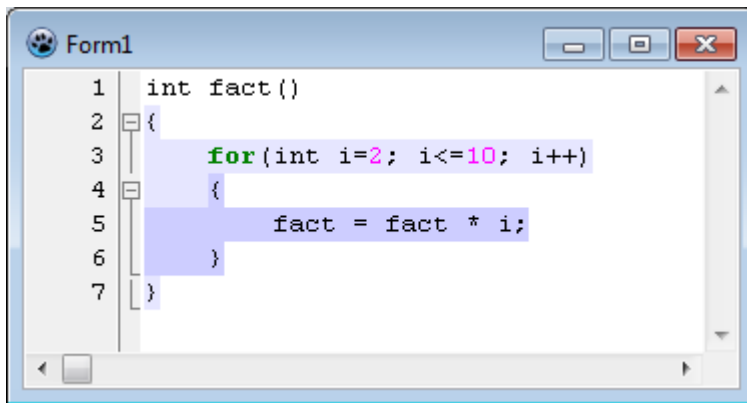 Form1
1 int fact()
2 {
3     for(int i=2; i<=10; i++)
4     {
5         fact = fact * i;
6     }
7 }